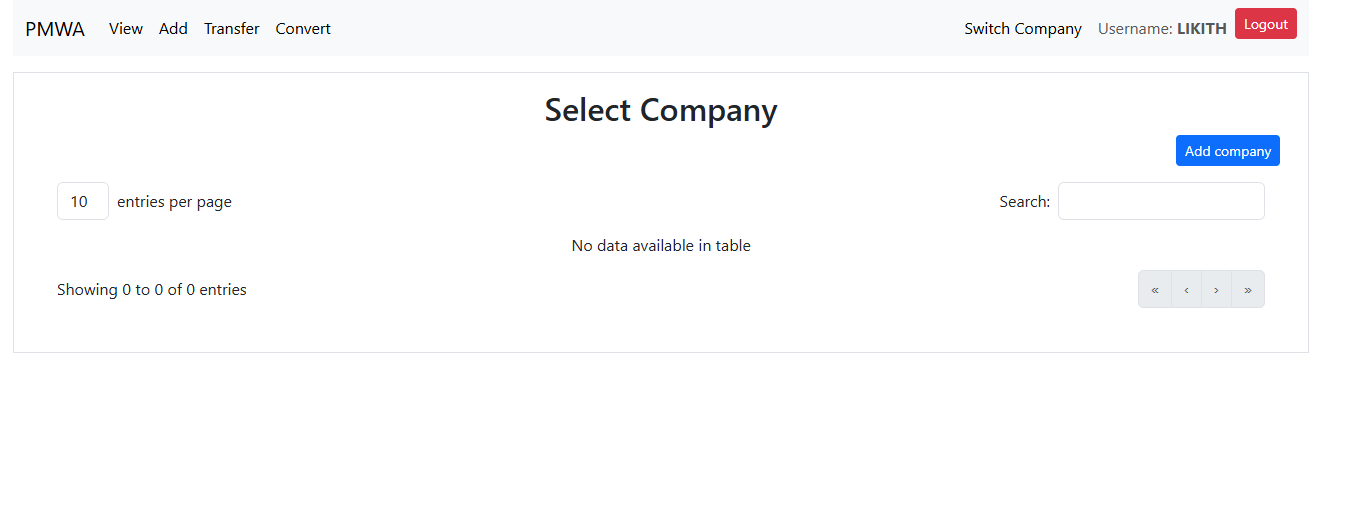 PMWA View Add Transfer Convert Switch Company Username: LIKITH Logout
Select Company
Add company
10 entries per page Search:
No data available in table
Showing 0 to 0 of 0 entries « ‹ › »